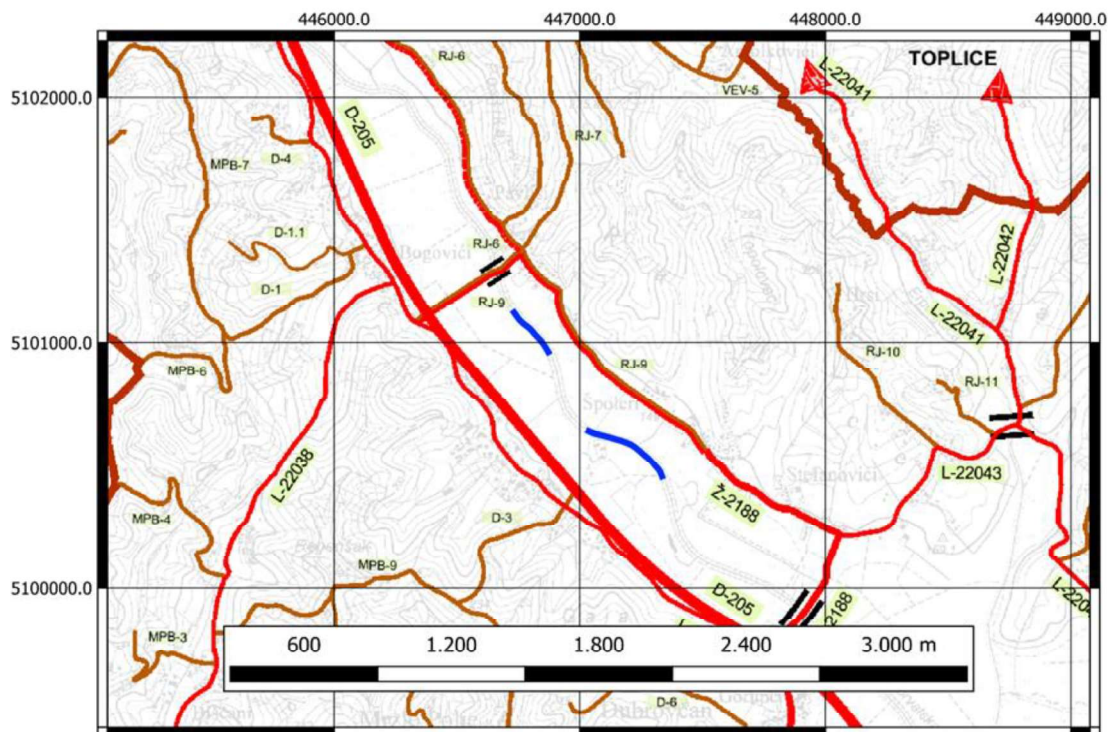 446000.0 447000.0 448000.0 449000.0
TOPLICE
RJ-6
VEV-5
L-22041
5102000.0
D-205
RJ-7
D-4
MPB-7
D-1.1
RJ-6
Bogovići
L-22042
D-1
RJ-9
L-22041
5101000.0
RJ-10
MPB-6
RJ-9
RJ-11
L-22038
L-22043
Ž-2188
MPB-4
D-3
MPB-9
5100000.0
D-205
2188
MPB-3
600 1.200 1.800 2.400 3.000 m
D-6
Dubrovčan